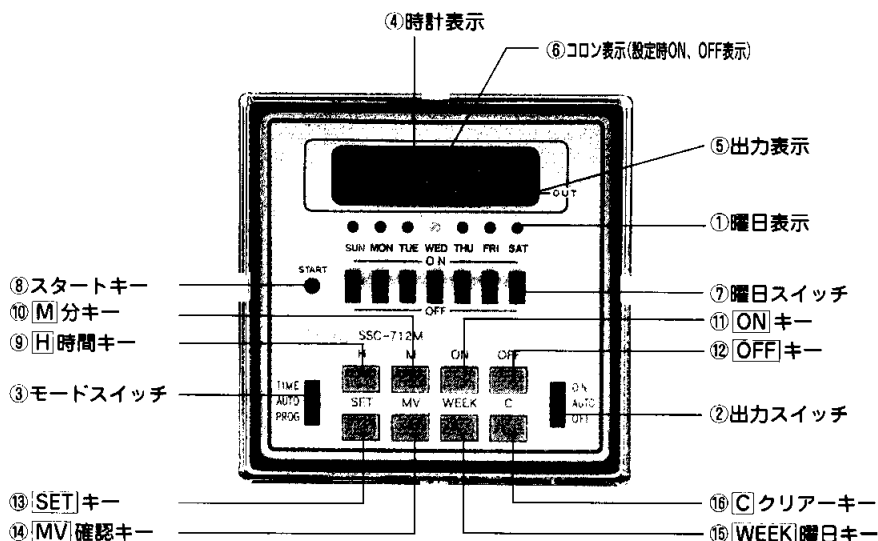 ④時計表示
⑥コロン表示(設定時ON、OFF表示)
⑤出力表示
OUT
①曜日表示
SUN MON TUE WED THU FRI SAT
ON
START
⑧スタートキー
⑦曜日スイッチ
OFF
⑩M分キー
⑪ONキー
SSC-712M
⑨H時間キー
⑫OFFキー
H M ON OFF
③モードスイッチ
TIME
AUTO
PROG
SET MV WEEK C
ON
AUTO
OFF
②出力スイッチ
⑬SETキー
⑯Cクリアーキー
⑭MV確認キー
⑮WEEK曜日キー